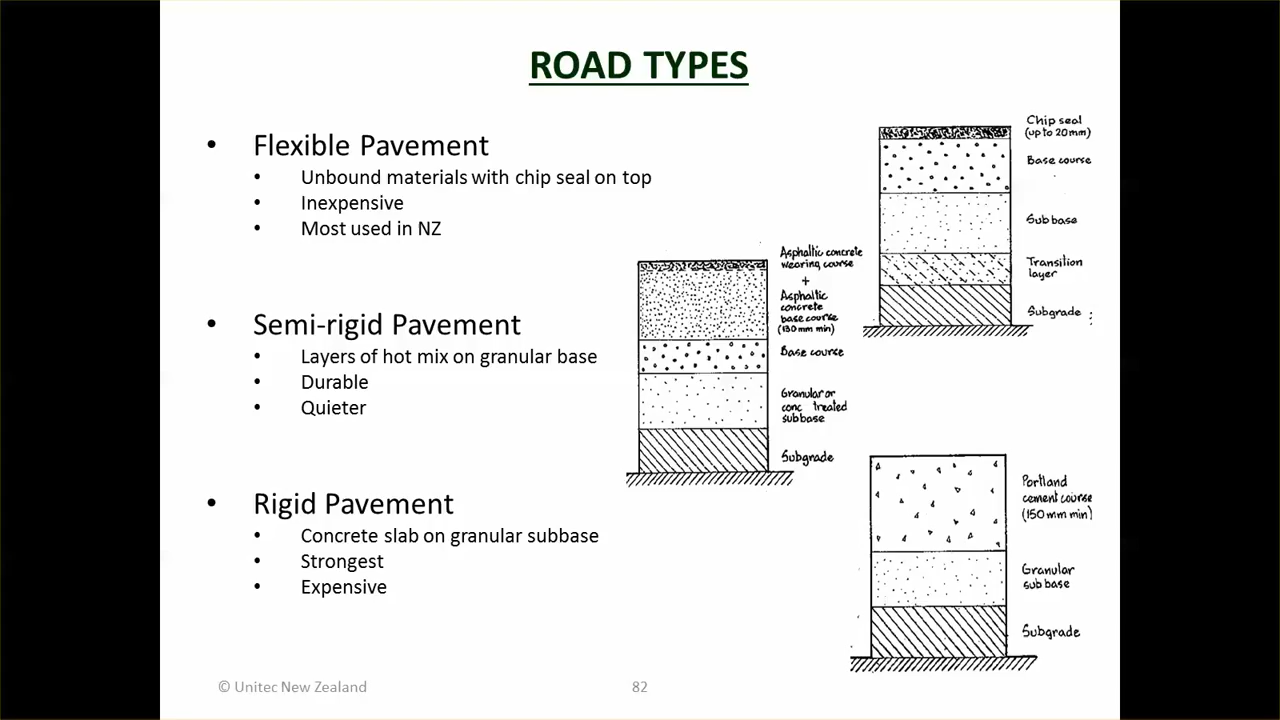 ROAD TYPES
• Flexible Pavement
• Unbound materials with chip seal on top
• Inexpensive
• Most used in NZ
Chip seal
(up to 20mm)
Base course
Sub base
Transition
layer
Subgrade
• Semi-rigid Pavement
• Layers of hot mix on granular base
• Durable
• Quieter
Asphaltic concrete
wearing course
+
Asphaltic
concrete
base course
(130 mm min)
Base course
Granular or
conc treated
subbase
Subgrade
• Rigid Pavement
• Concrete slab on granular subbase
• Strongest
• Expensive
Portland
cement course
(150 mm min)
Granular
sub base
Subgrade
© Unitec New Zealand
82